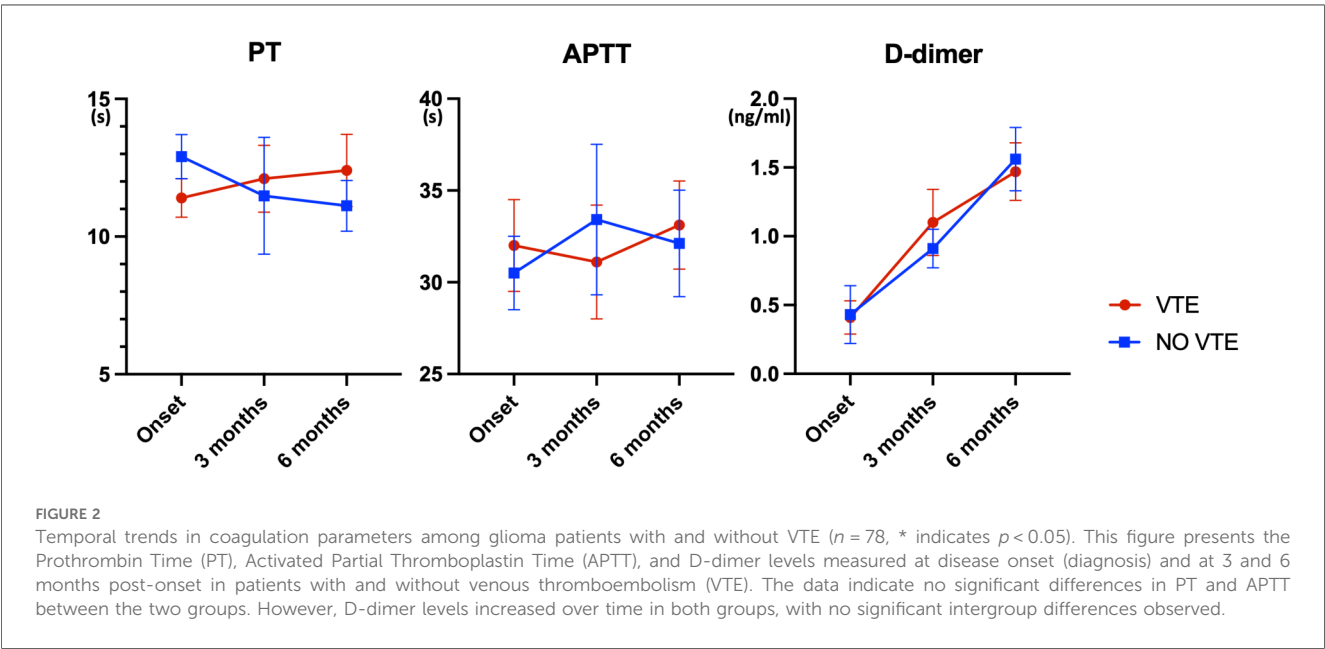 PT
APTT
D-dimer
15
(s)
10
5
Onset
3 months
6 months
40
(s)
35
30
25
Onset
3 months
6 months
2.0
(ng/ml)
1.5
1.0
0.5
0.0
Onset
3 months
6 months
VTE
NO VTE
FIGURE 2
Temporal trends in coagulation parameters among glioma patients with and without VTE (n = 78, * indicates p < 0.05). This figure presents the
Prothrombin Time (PT), Activated Partial Thromboplastin Time (APTT), and D-dimer levels measured at disease onset (diagnosis) and at 3 and 6
months post-onset in patients with and without venous thromboembolism (VTE). The data indicate no significant differences in PT and APTT
between the two groups. However, D-dimer levels increased over time in both groups, with no significant intergroup differences observed.